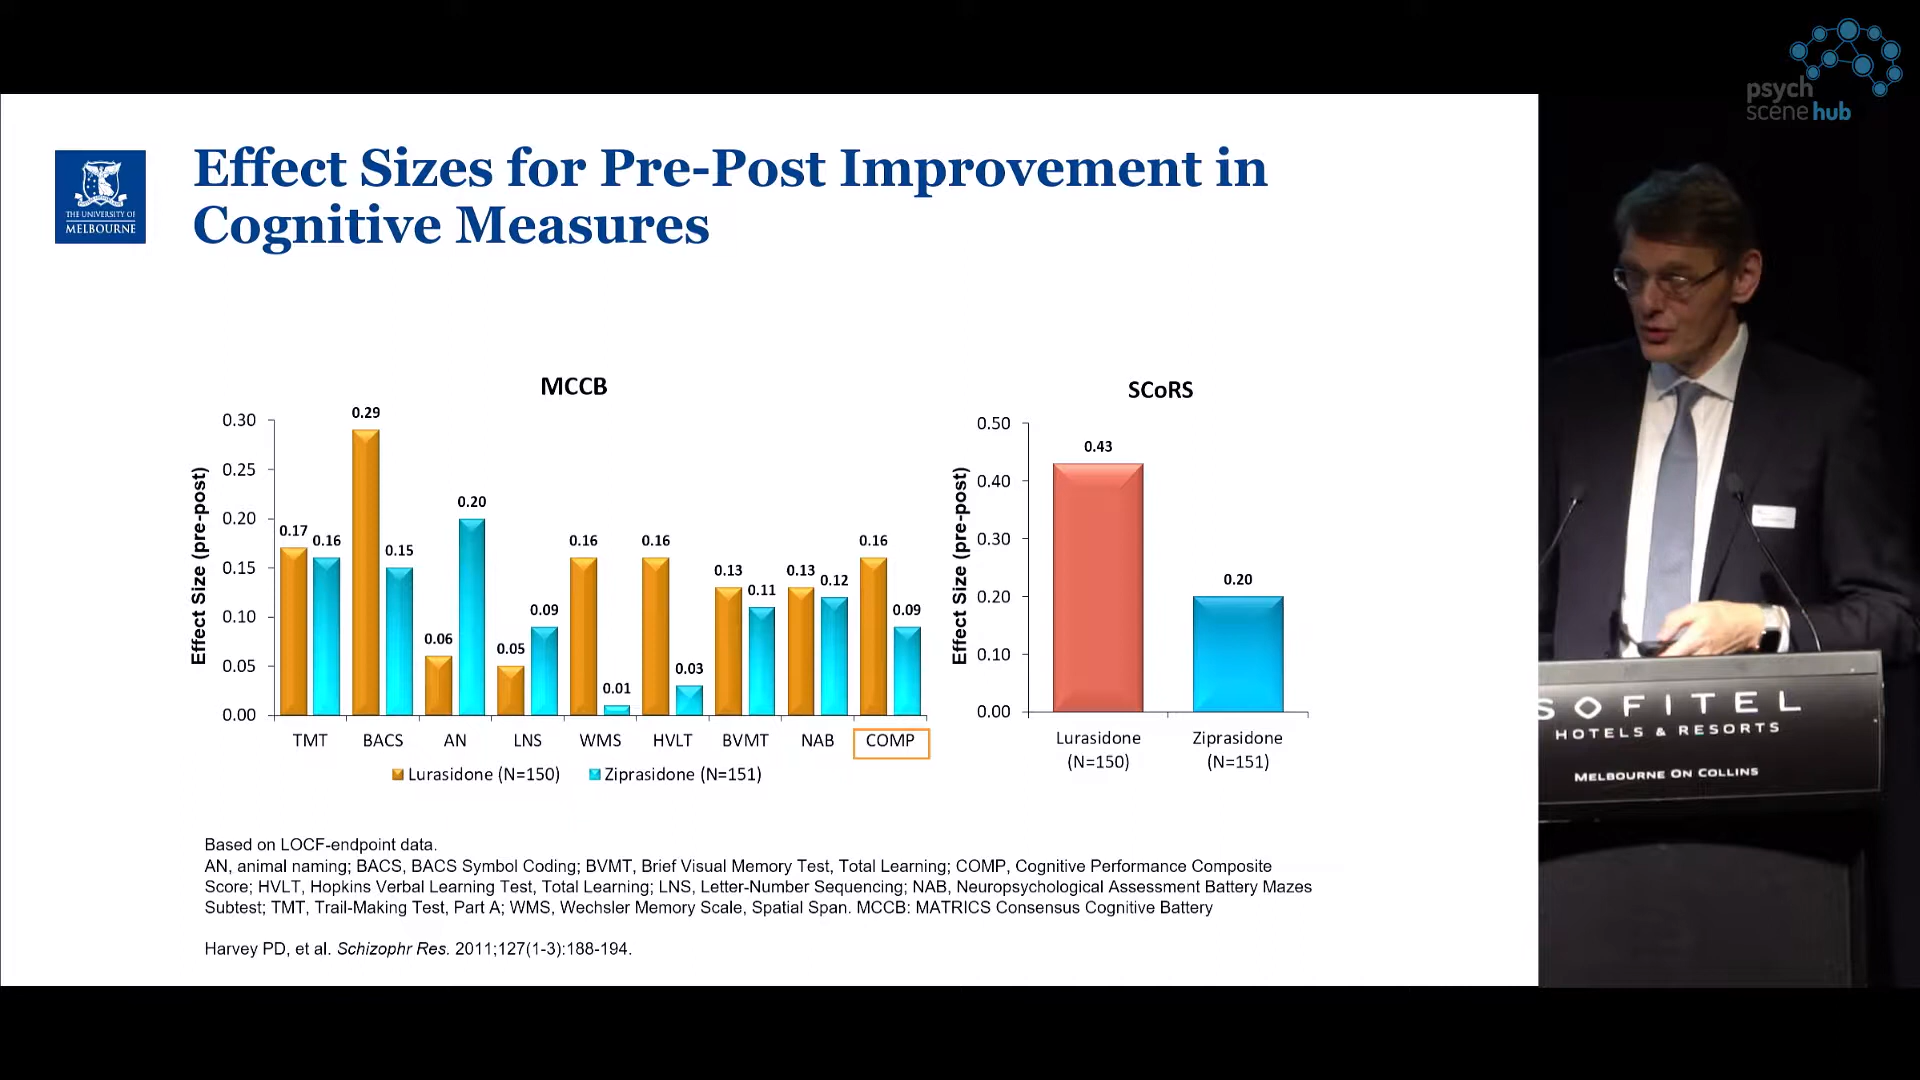 psych
scene hub
THE UNIVERSITY OF
MELBOURNE
Effect Sizes for Pre-Post Improvement in
Cognitive Measures
MCCB
Effect Size (pre-post)
0.30
0.25
0.20
0.15
0.10
0.05
0.00
0.17
0.16
0.29
0.15
0.06
0.20
0.05
0.09
0.16
0.01
0.16
0.03
0.13
0.11
0.13
0.12
0.16
0.09
TMT BACS AN LNS WMS HVLT BVMT NAB COMP
Lurasidone (N=150) Ziprasidone (N=151)
SCoRS
Effect Size (pre-post)
0.50
0.40
0.30
0.20
0.10
0.00
0.43
0.20
Lurasidone
(N=150)
Ziprasidone
(N=151)
Based on LOCF-endpoint data.
AN, animal naming; BACS, BACS Symbol Coding; BVMT, Brief Visual Memory Test, Total Learning; COMP, Cognitive Performance Composite
Score; HVLT, Hopkins Verbal Learning Test, Total Learning; LNS, Letter-Number Sequencing; NAB, Neuropsychological Assessment Battery Mazes
Subtest; TMT, Trail-Making Test, Part A; WMS, Wechsler Memory Scale, Spatial Span. MCCB: MATRICS Consensus Cognitive Battery
Harvey PD, et al. Schizophr Res. 2011;127(1-3):188-194.
SOFITEL
HOTELS & RESORTS
MELBOURNE ON COLLINS